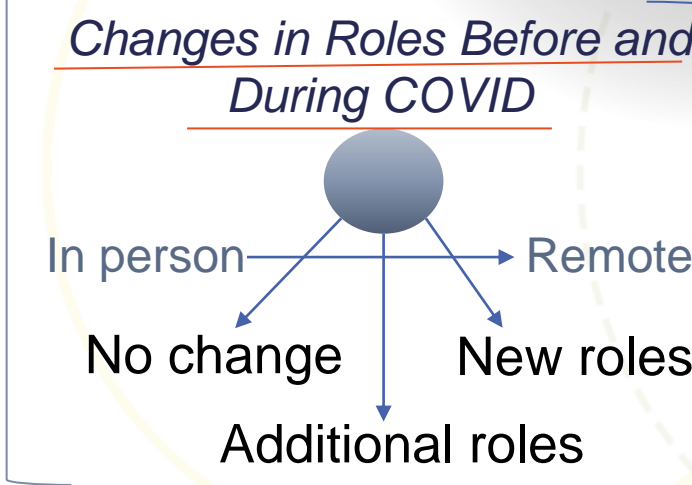 Changes in Roles Before and
During COVID
In person Remote
No change New roles
Additional roles